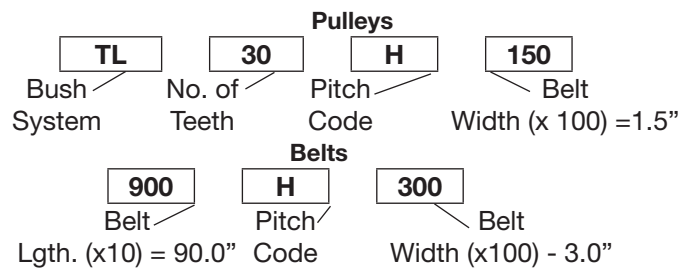 Pulleys
TL 30 H 150
Bush No. of Pitch Belt
System Teeth Code Width (x 100) =1.5”
Belts
900 H 300
Belt Pitch Belt
Lgth. (x10) = 90.0” Code Width (x100) - 3.0”